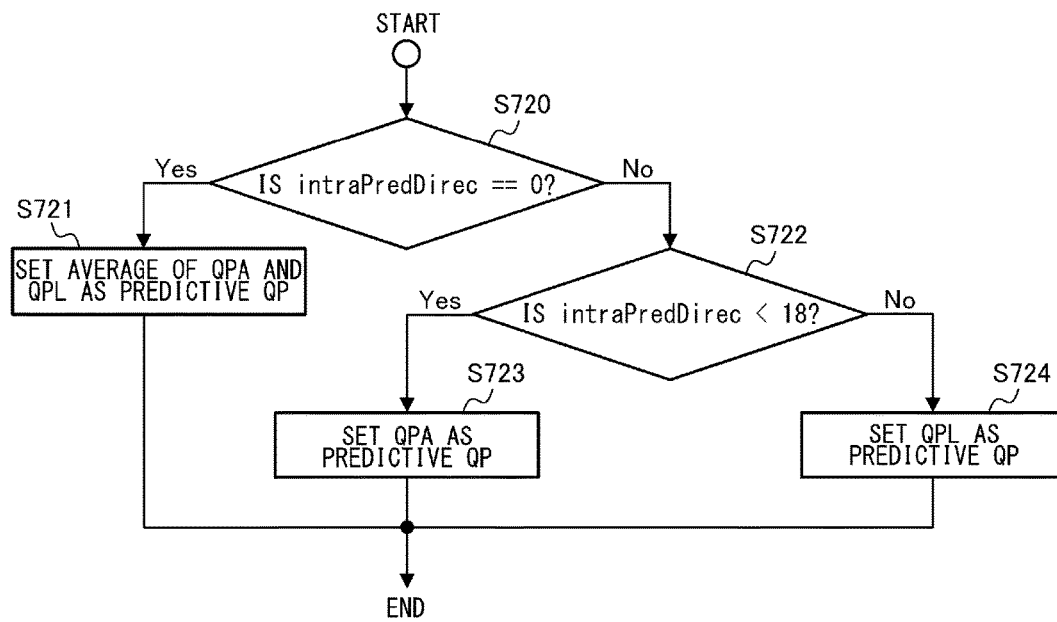 START
S720
Yes
IS intraPredDirec == 0?
No
S721
SET AVERAGE OF QPA AND
QPL AS PREDICTIVE QP
S722
Yes
IS intraPredDirec < 18?
No
S723
SET QPA AS
PREDICTIVE QP
S724
SET QPL AS
PREDICTIVE QP
END